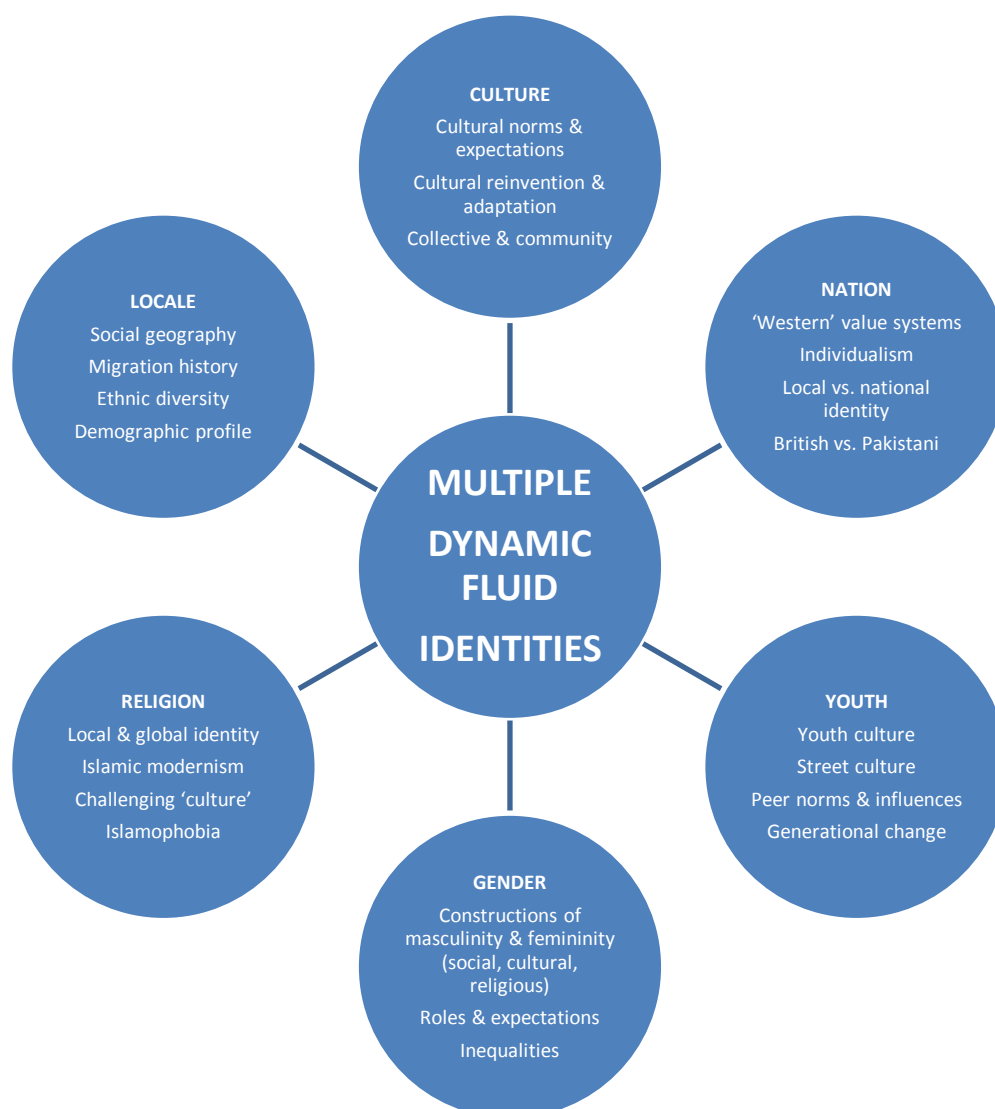 CULTURE
Cultural norms &
expectations
Cultural reinvention &
adaptation
Collective & community
LOCALE
Social geography
Migration history
Ethnic diversity
Demographic profile
NATION
‘Western’ value systems
Individualism
Local vs. national
identity
British vs. Pakistani
MULTIPLE
DYNAMIC
FLUID
IDENTITIES
RELIGION
Local & global identity
Islamic modernism
Challenging ‘culture’
Islamophobia
YOUTH
Youth culture
Street culture
Peer norms & influences
Generational change
GENDER
Constructions of
masculinity & femininity
(social, cultural,
religious)
Roles & expectations
Inequalities